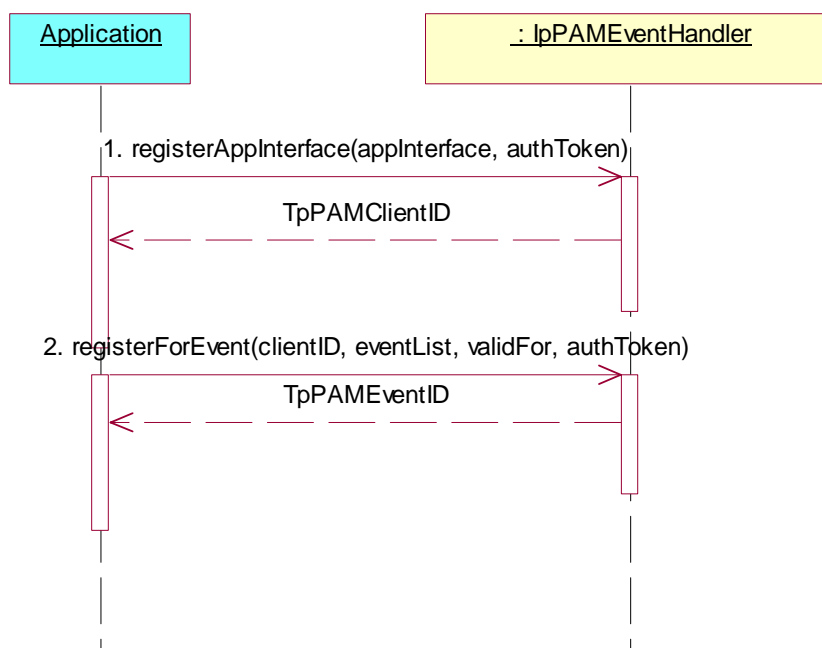 Application
: IpPAMEventHandler
1. registerAppInterface(appInterface, authToken)
TpPAMClientID
2. registerForEvent(clientID, eventList, validFor, authToken)
TpPAMEventID